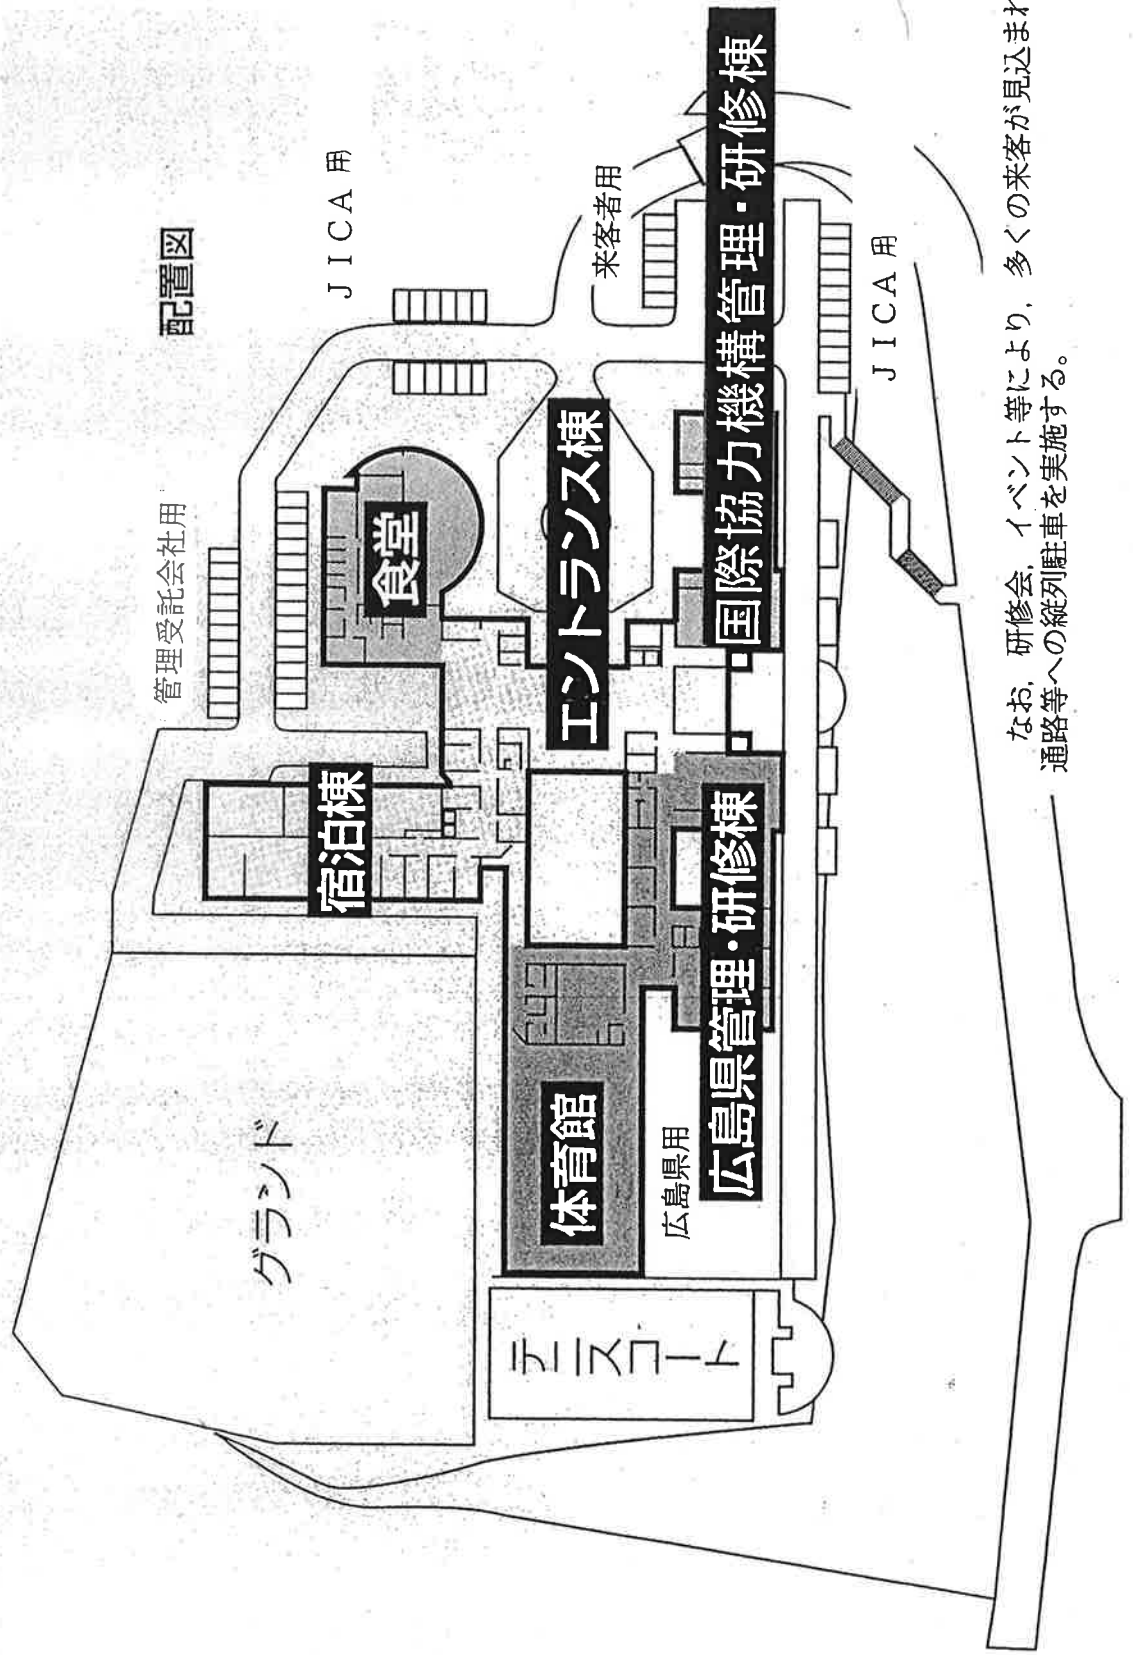 配置図
ＪＩＣＡ用
管理受託会社用
来客者用
食堂
エントランス棟
国際協力機構管理・研修棟
宿泊棟
ＪＩＣＡ用
グランド
体育館
広島県用
広島県管理・研修棟
テニスコート
なお，研修会，イベント等により，多くの来客が見込まれ
通路等への縦列駐車を実施する。